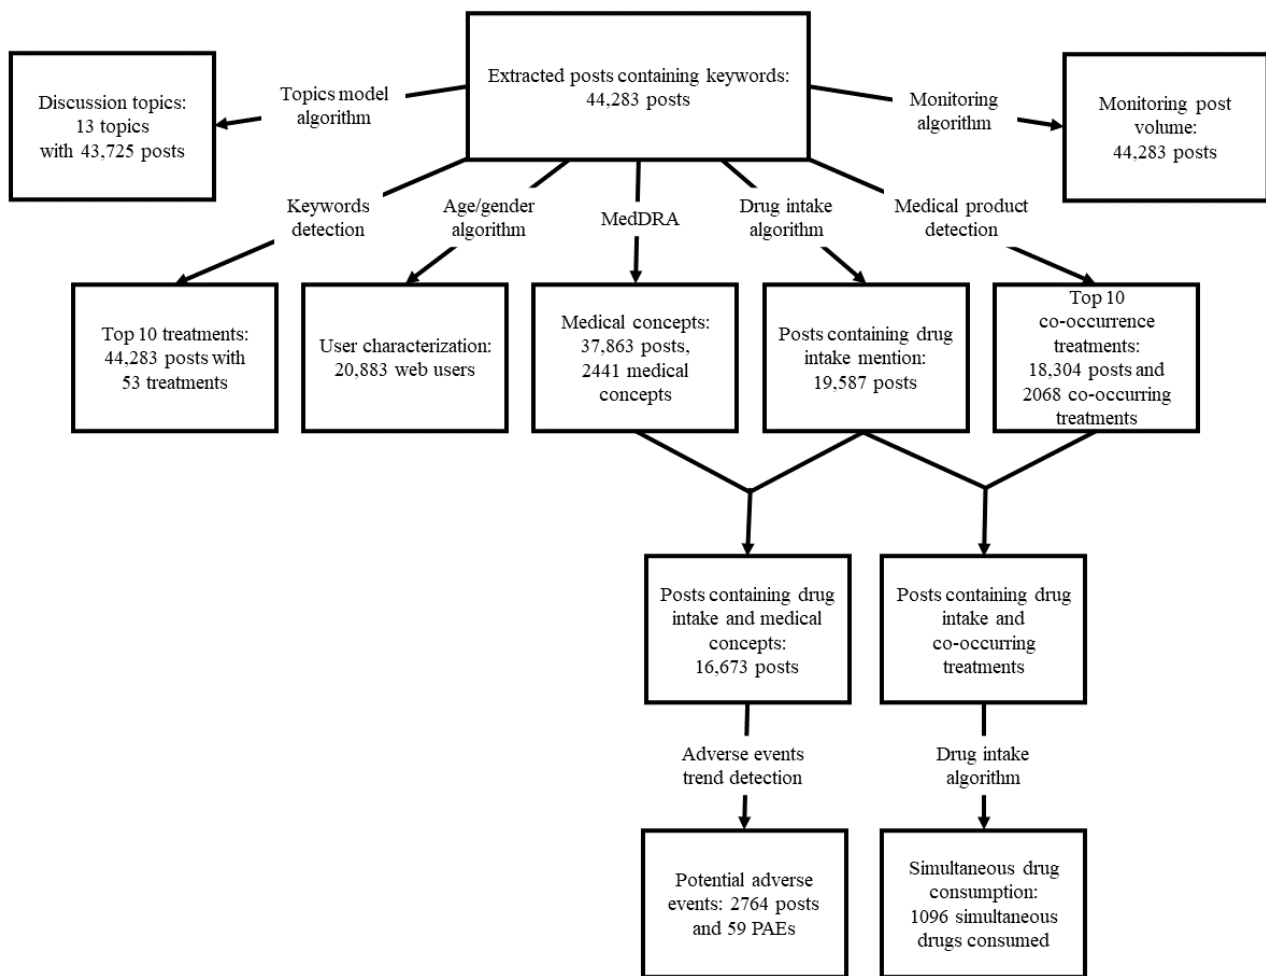 Extracted posts containing keywords:
44,283 posts
Discussion topics:
13 topics
with 43,725 posts
Topics model
algorithm
Monitoring
algorithm
Monitoring post
volume:
44,283 posts
Keywords
detection
Age/gender
algorithm
MedDRA
Drug intake
algorithm
Medical product
detection
Top 10 treatments:
44,283 posts with
53 treatments
User characterization:
20,883 web users
Medical concepts:
37,863 posts,
2441 medical
concepts
Posts containing drug
intake mention:
19,587 posts
Top 10
co-occurrence
treatments:
18,304 posts and
2068 co-occurring
treatments
Posts containing drug
intake and medical
concepts:
16,673 posts
Posts containing drug
intake and
co-occurring
treatments
Adverse events
trend detection
Drug intake
algorithm
Potential adverse
events: 2764 posts
and 59 PAEs
Simultaneous drug
consumption:
1096 simultaneous
drugs consumed